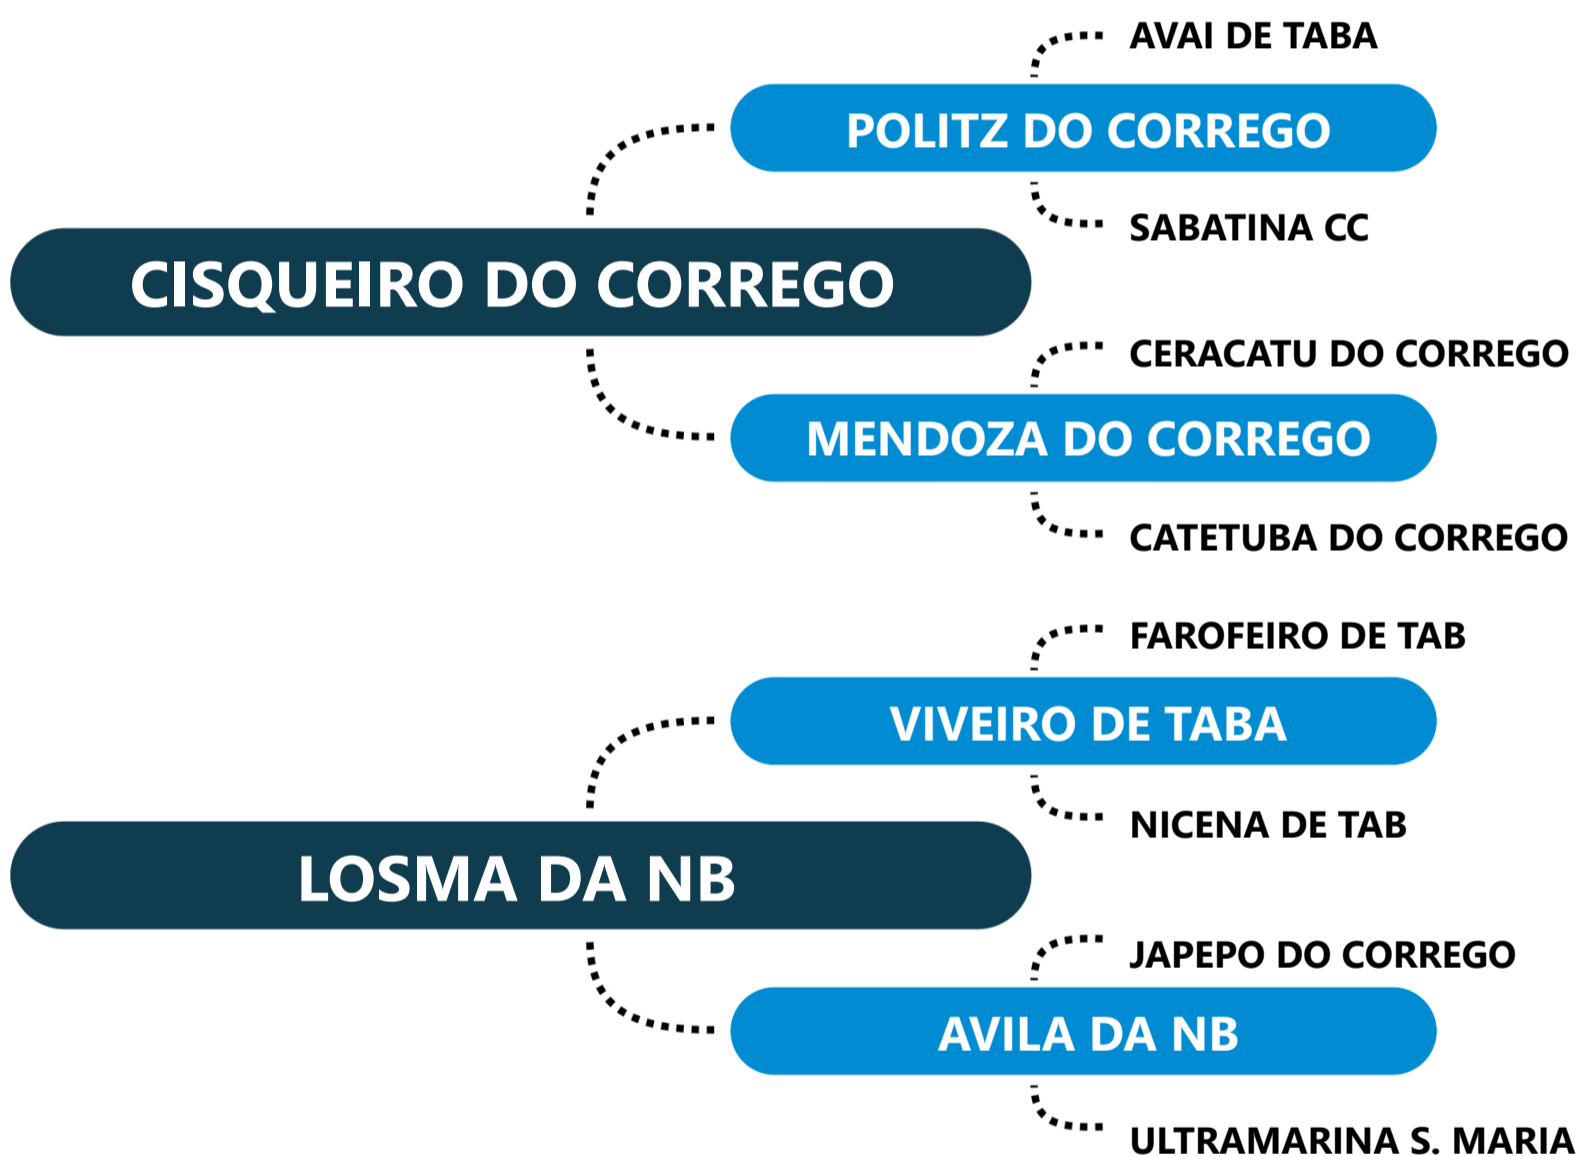 AVAI DE TABA
POLITZ DO CORREGO
SABATINA CC
CISQUEIRO DO CORREGO
CERACATU DO CORREGO
MENDOZA DO CORREGO
CATETUBA DO CORREGO
FAROFEIRO DE TAB
VIVEIRO DE TABA
NICENA DE TAB
LOSMA DA NB
JAPEPO DO CORREGO
AVILA DA NB
ULTRAMARINA S. MARIA